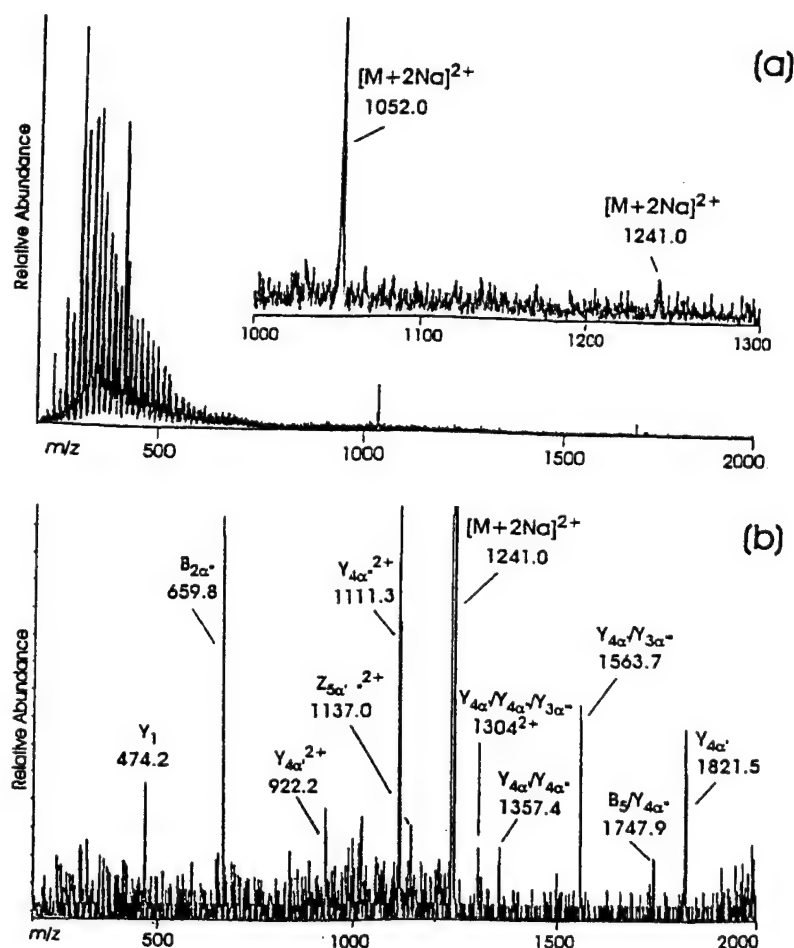 (a)
[M+2Na]2+
1052.0
[M+2Na]2+
1241.0
Relative Abundance
1000
1100
1200
1300
m/z
500
1000
1500
2000
(b)
[M+2Na]2+
1241.0
B2α"
659.8
Y4α"2+
1111.3
Y4α'/Y3α"
1563.7
Z5α' "2+
1137.0
Y4α'/Y4α"/Y3α"
13042+
Y1
474.2
Y4α'2+
922.2
Y4α'/Y4α"
1357.4
Y4α'
1821.5
B5/Y4α"
1747.9
Relative Abundance
m/z
500
1000
1500
2000